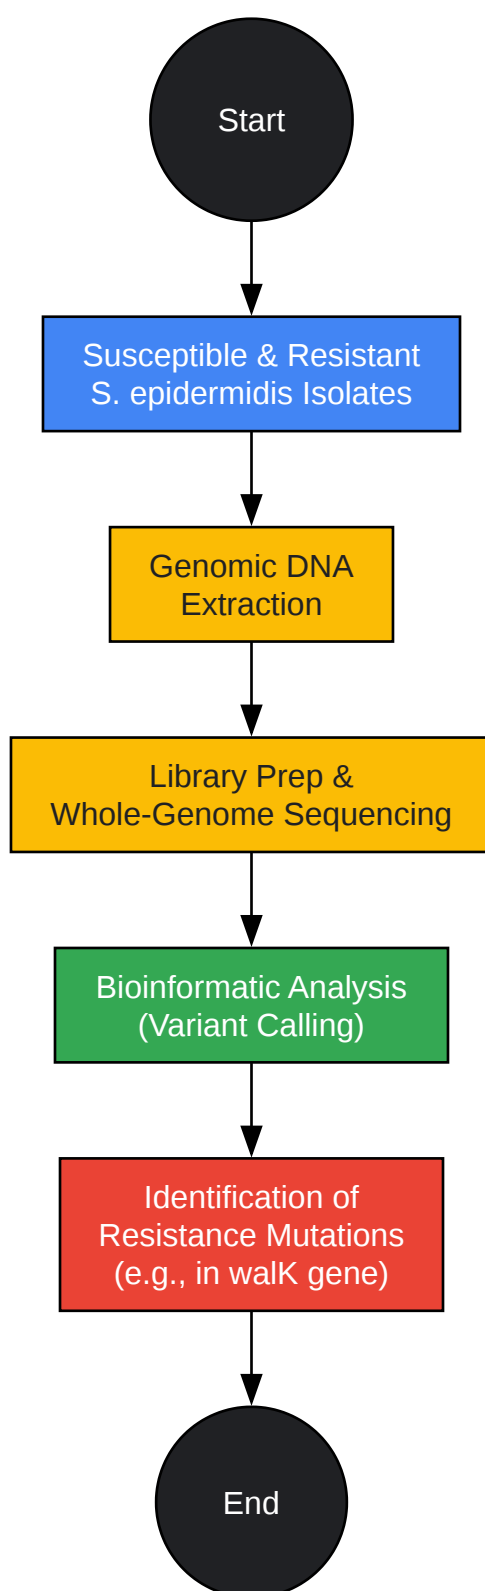 Start
Susceptible & Resistant
S. epidermidis Isolates
Genomic DNA
Extraction
Library Prep &
Whole-Genome Sequencing
Bioinformatic Analysis
(Variant Calling)
Identification of
Resistance Mutations
(e.g., in walK gene)
End